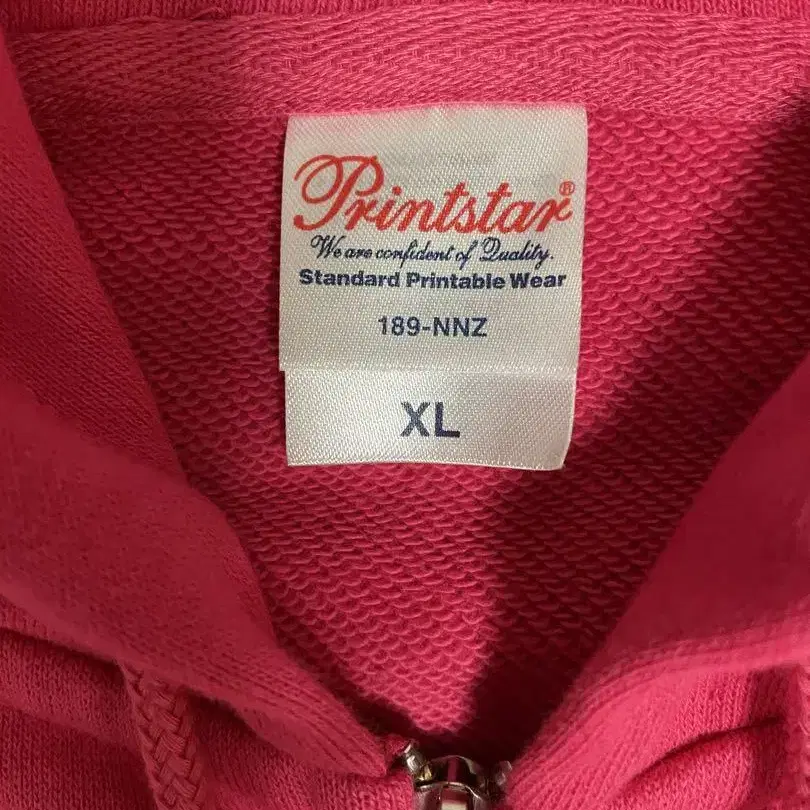 Printstar®
We are confident of Quality.
Standard Printable Wear
189-NNZ
XL